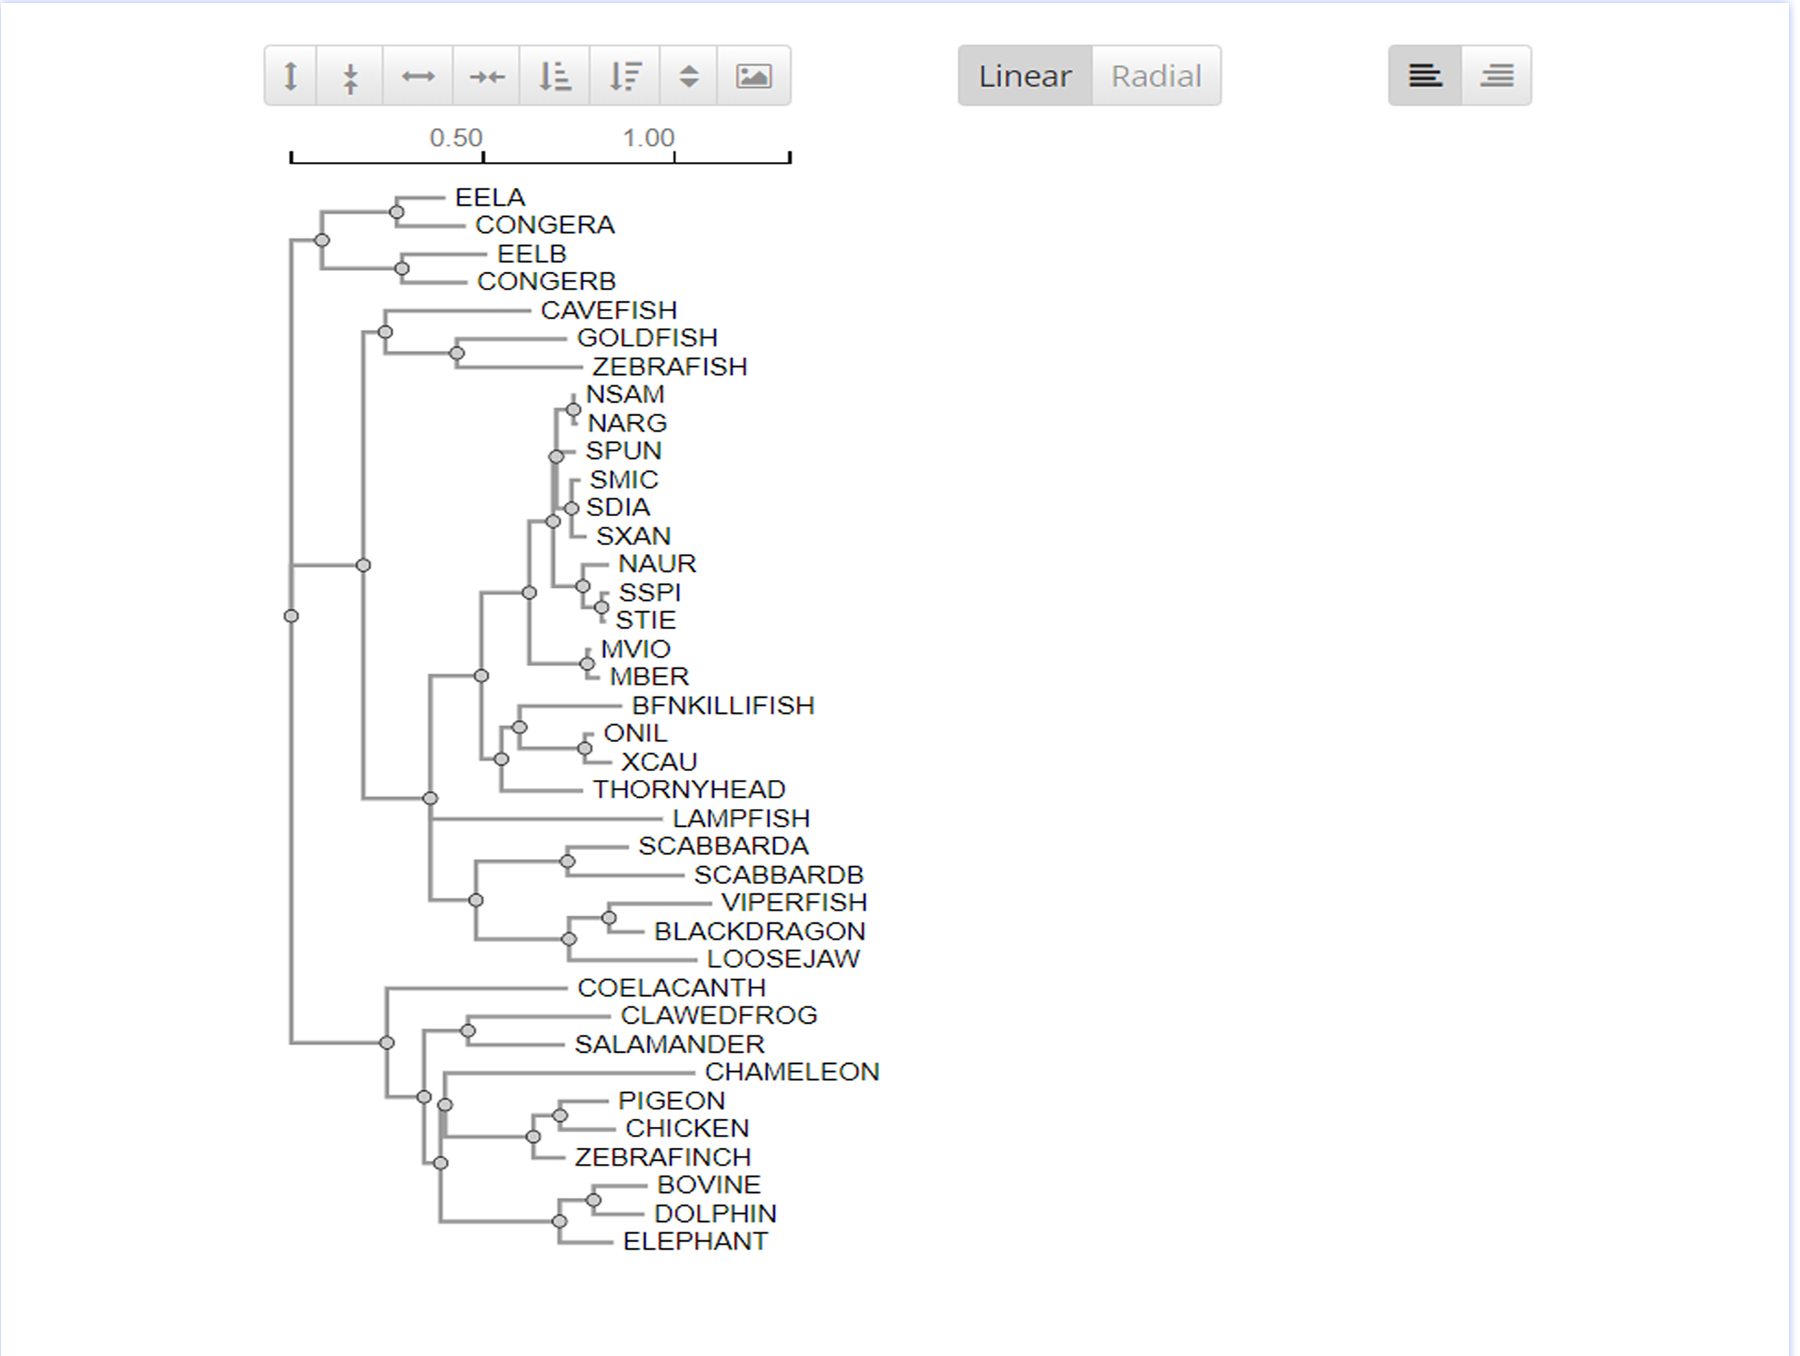 Linear Radial
0.50 1.00
EELA
CONGERA
EELB
CONGERB
CAVEFISH
GOLDFISH
ZEBRAFISH
NSAM
NARG
SPUN
SMIC
SDIA
SXAN
NAUR
SSPI
STIE
MVIO
MBER
BFNKILLIFISH
ONIL
XCAU
THORNYHEAD
LAMPFISH
SCABBARDA
SCABBARDB
VIPERFISH
BLACKDRAGON
LOOSEJAW
COELACANTH
CLAWEDFROG
SALAMANDER
CHAMELEON
PIGEON
CHICKEN
ZEBRAFINCH
BOVINE
DOLPHIN
ELEPHANT